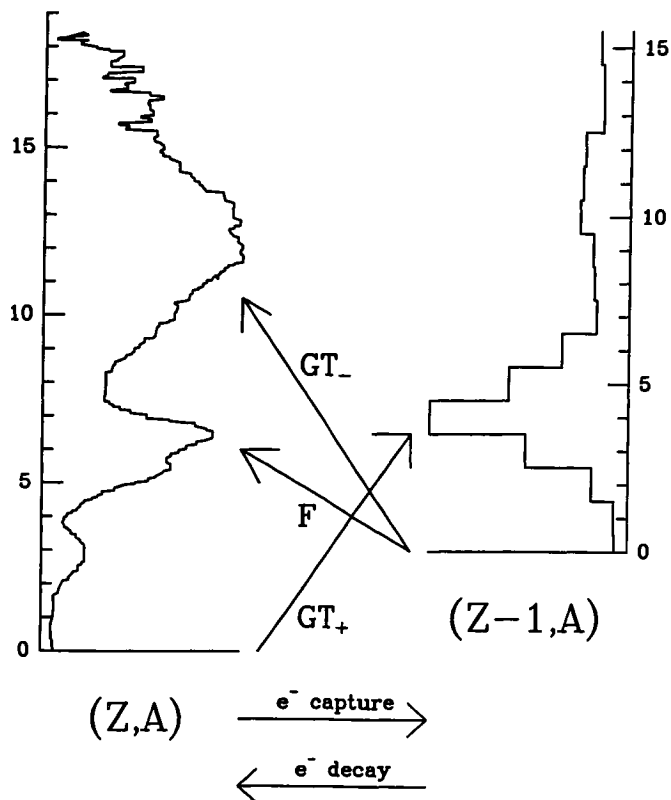 15
10
5
0
15
10
5
0
GT₋
F
GT₊
(Z-1,A)
(Z,A)
e⁻ capture
e⁻ decay